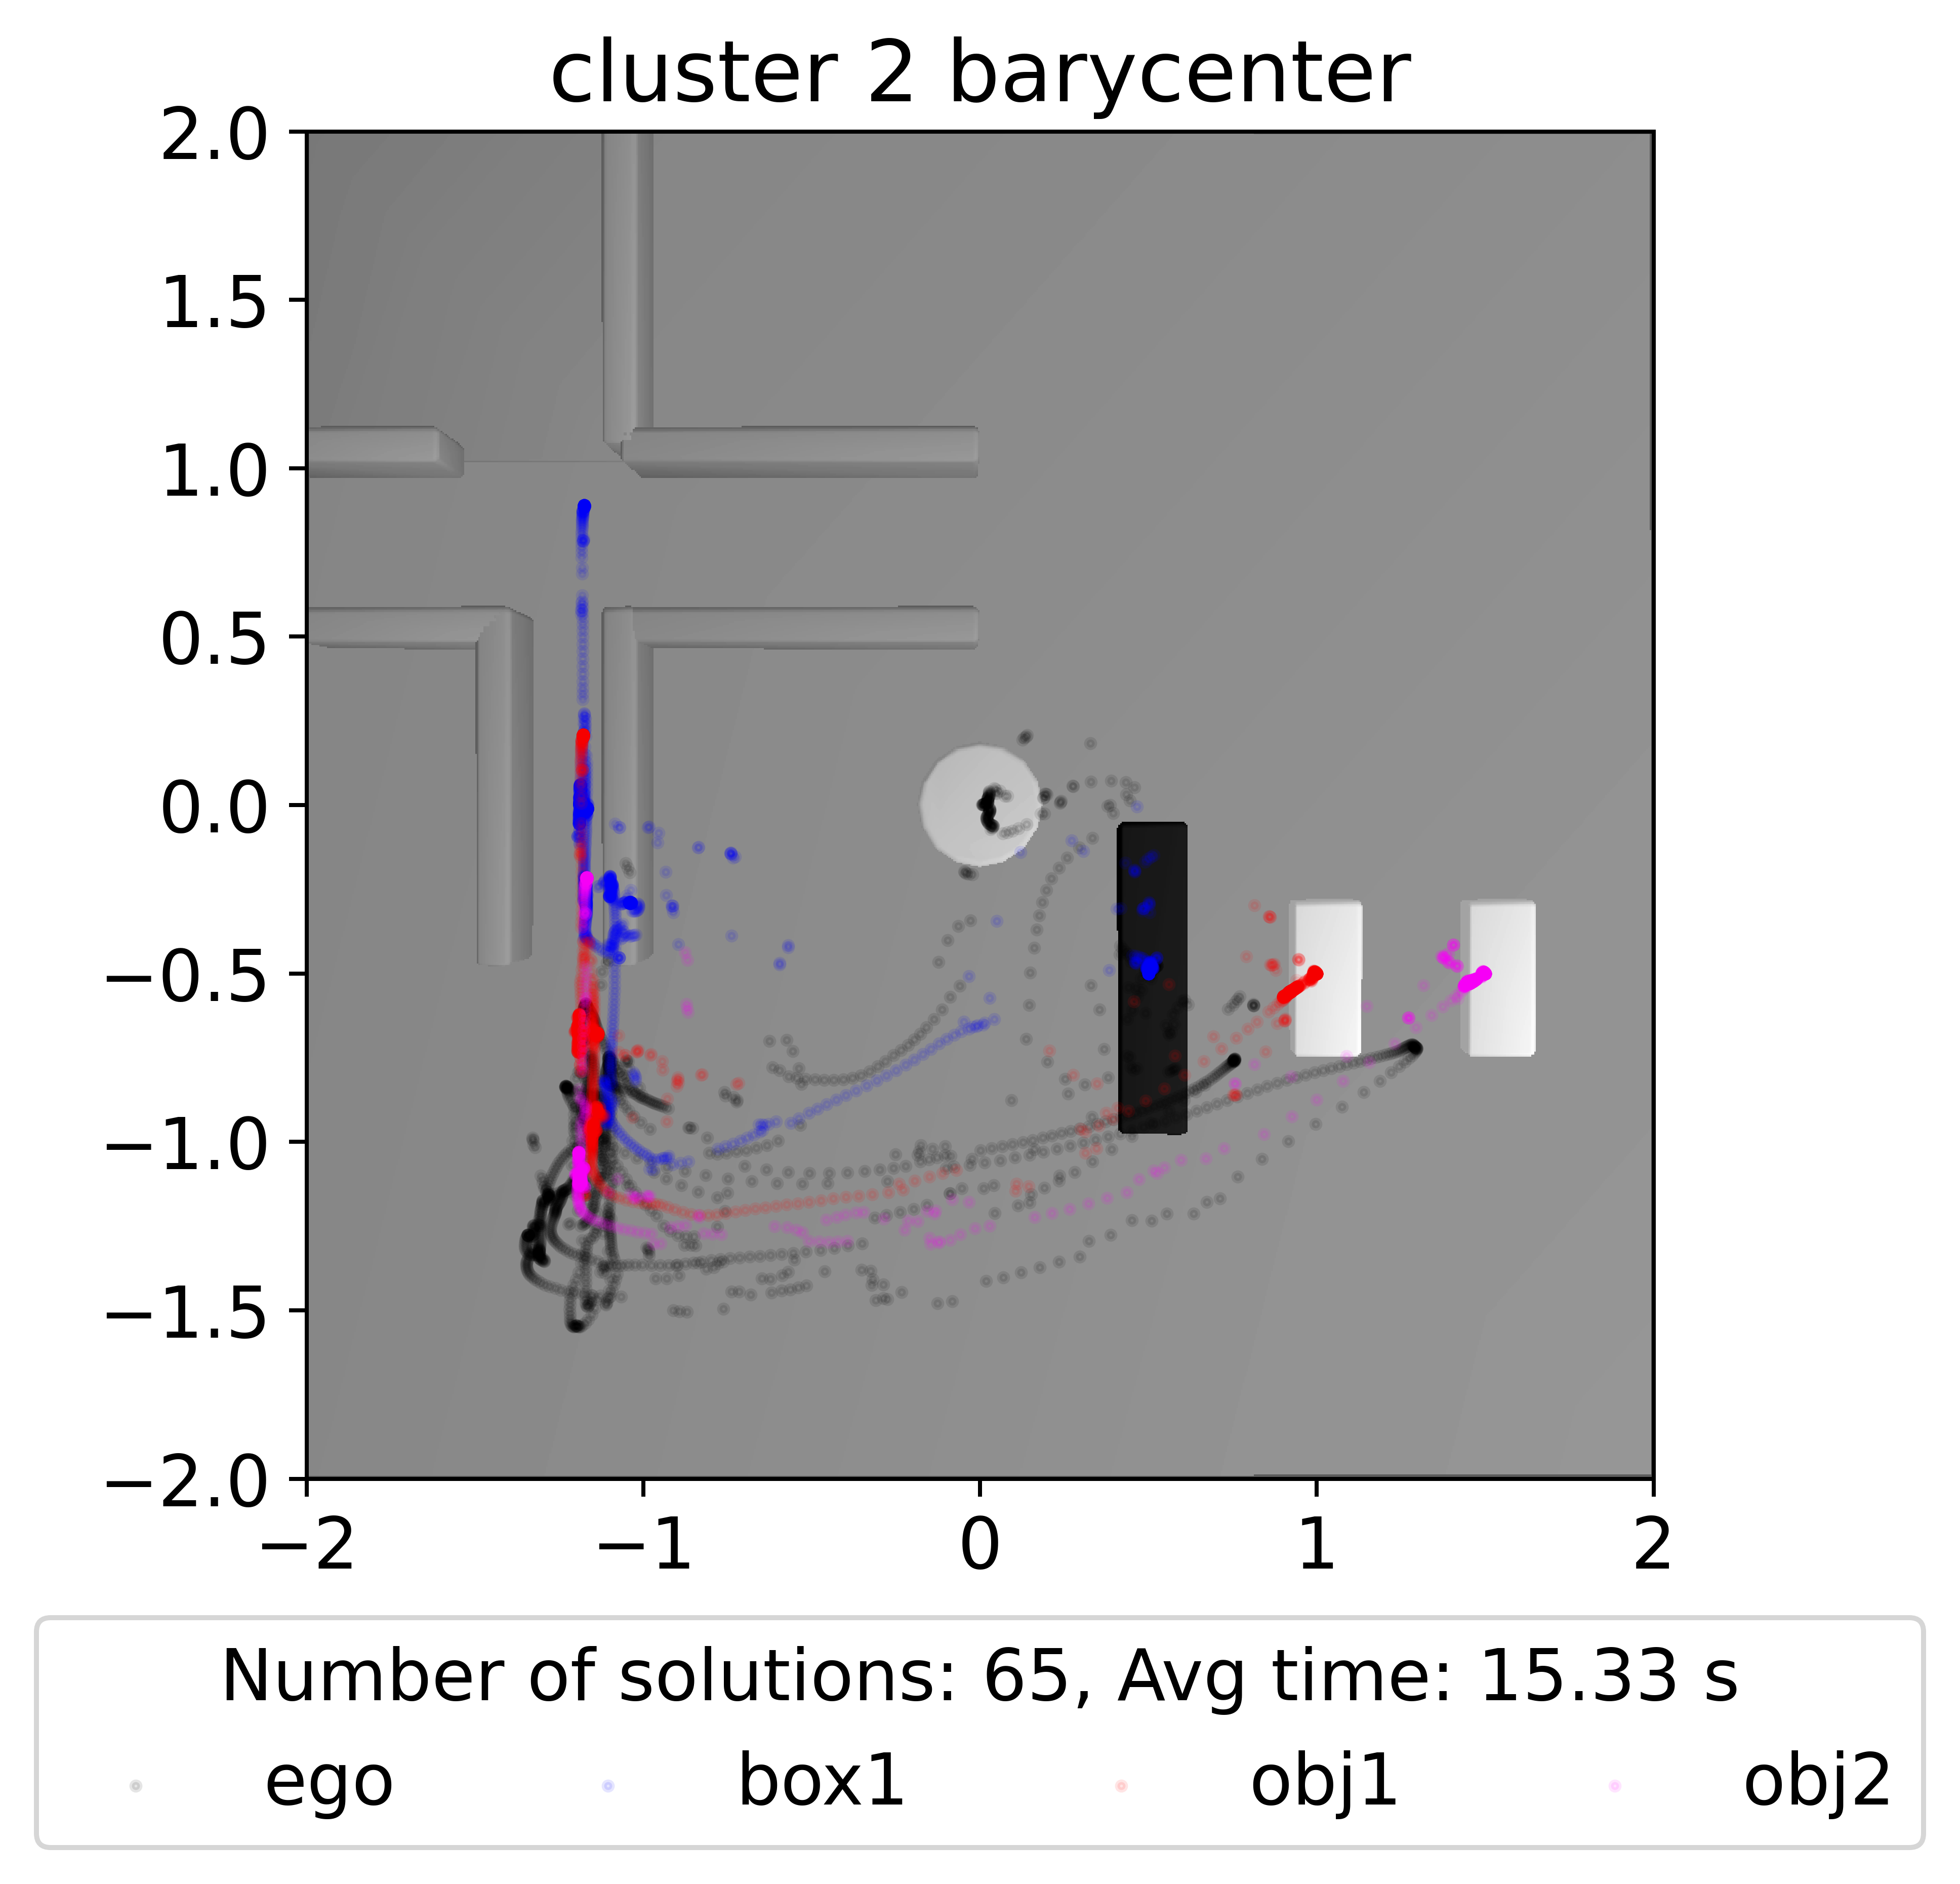 cluster 2 barycenter
2.0
1.5
1.0
0.5
0.0
−0.5
−1.0
−1.5
−2.0
−2 −1 0 1 2
Number of solutions: 65, Avg time: 15.33 s
ego box1 obj1 obj2